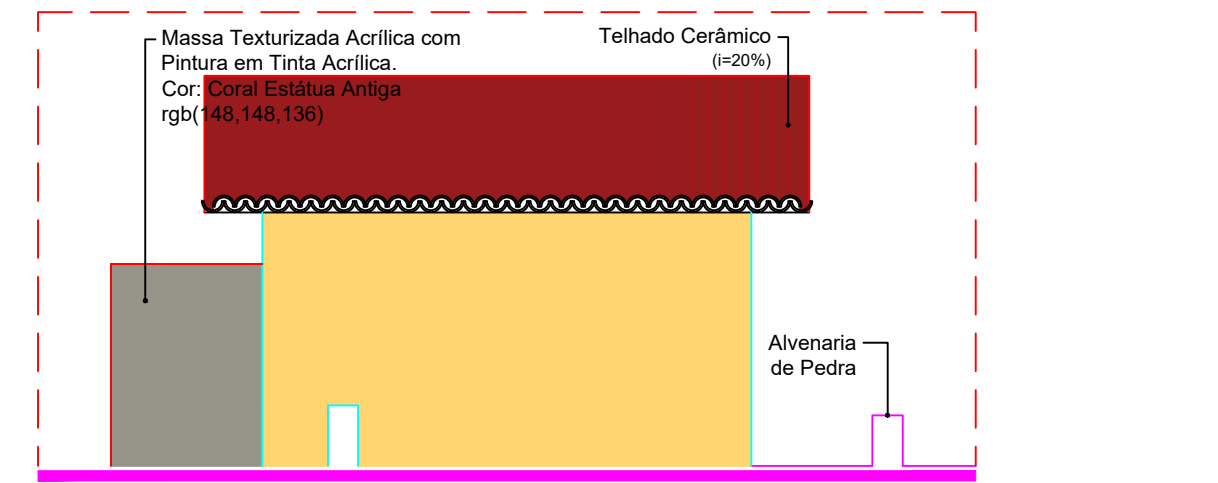 Massa Texturizada Acrílica com
Pintura em Tinta Acrílica.
Cor: Coral Estátua Antiga
rgb(148,148,136)
Telhado Cerâmico
(i=20%)
Alvenaria
de Pedra